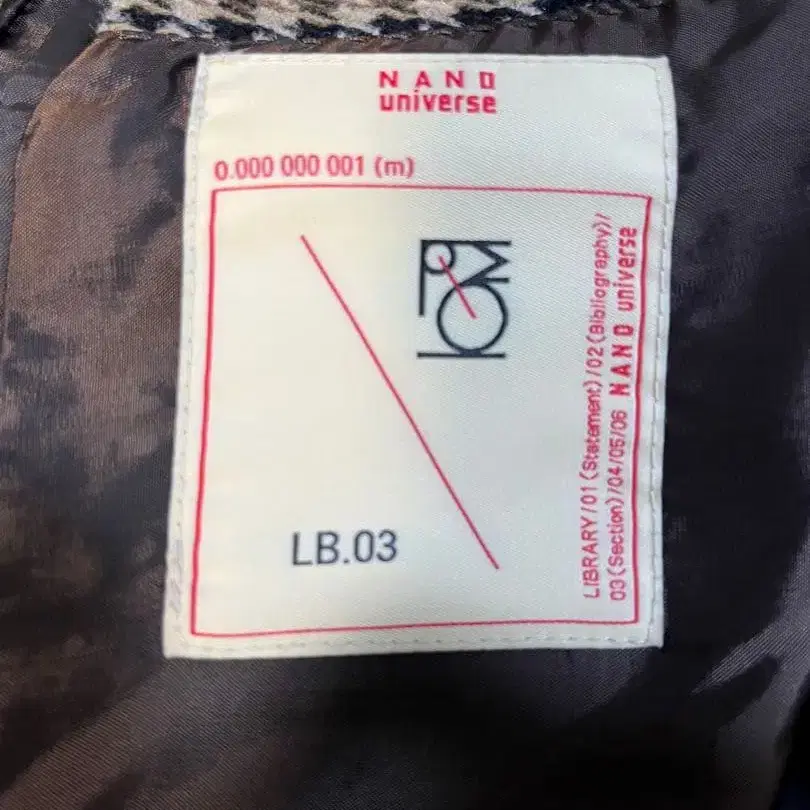 NANO
universe
0.000 000 001 (m)
LB.03
LIBRARY/01(Statement)/02(Bibliography)/
03(Section)/04/05/06 NANO universe